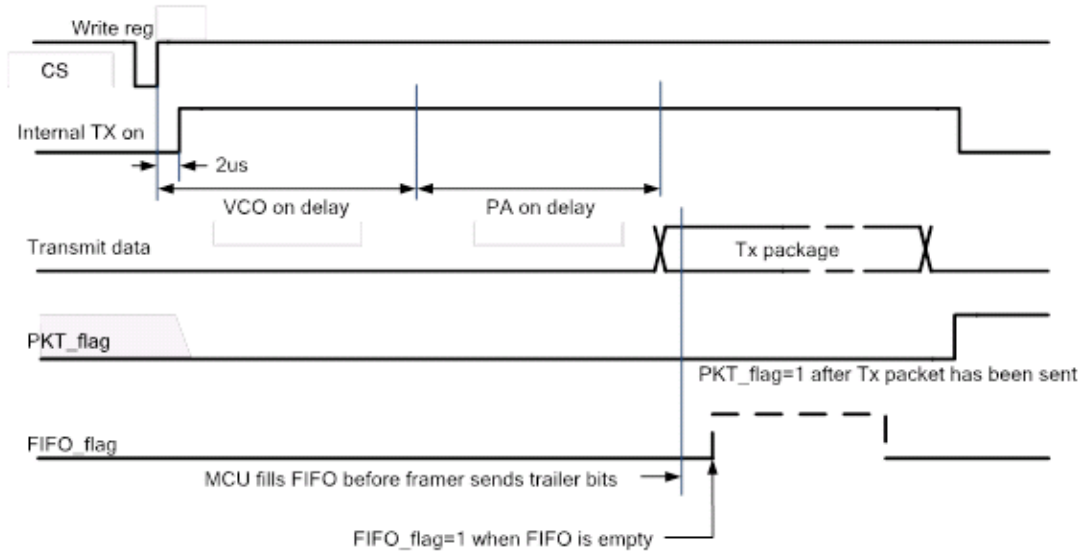 Write reg
CS
Internal TX on
2us
VCO on delay
PA on delay
Transmit data
Tx package
PKT_flag
PKT_flag=1 after Tx packet has been sent
FIFO_flag
MCU fills FIFO before framer sends trailer bits
FIFO_flag=1 when FIFO is empty